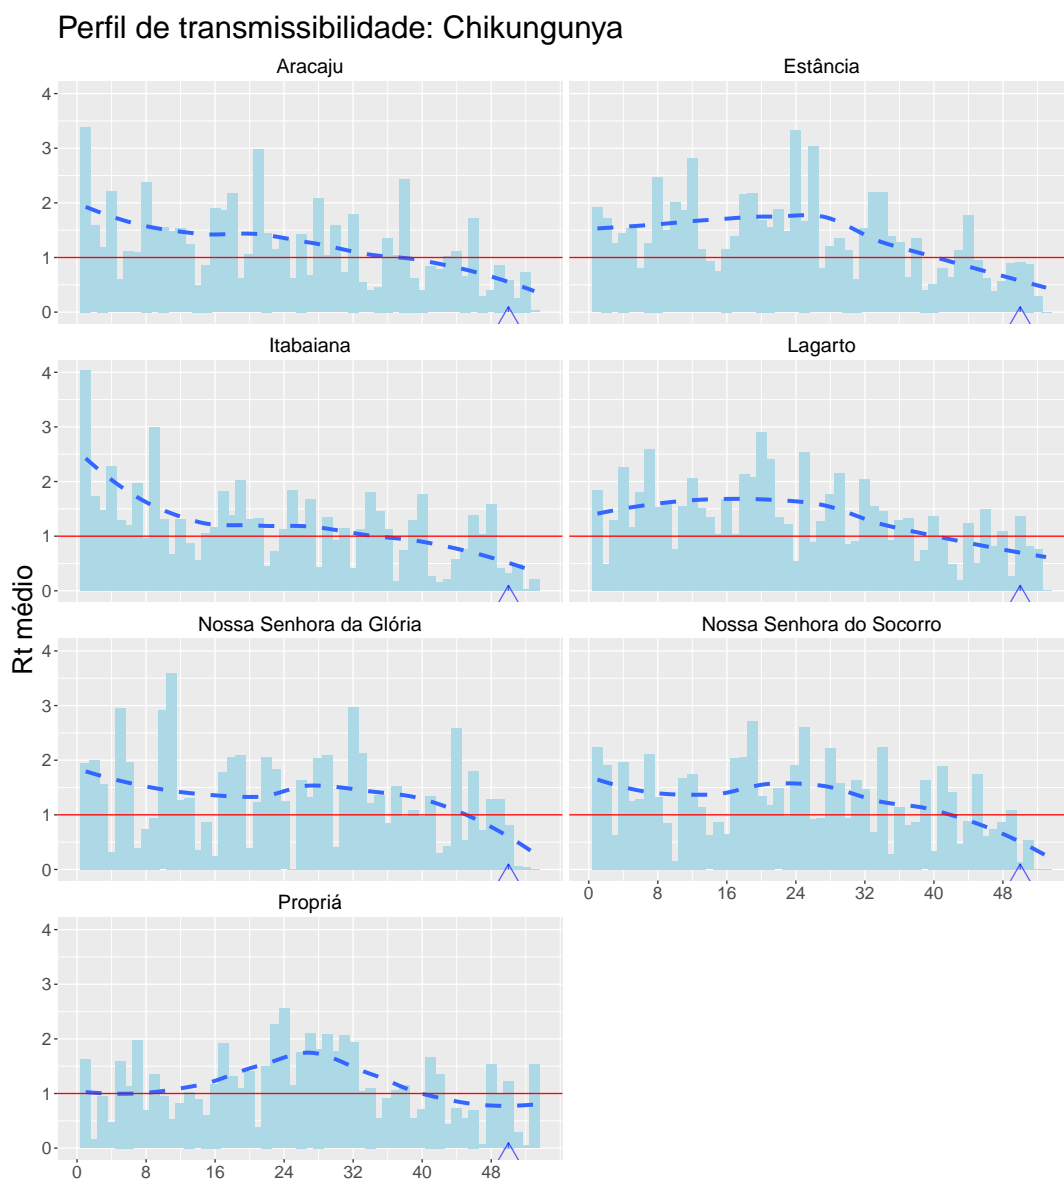 Perfil de transmissibilidade: Chikungunya
Aracaju
Estância
4
3
2
1
0
Itabaiana
Lagarto
4
3
2
1
0
Rt médio
Nossa Senhora da Glória
Nossa Senhora do Socorro
4
3
2
1
0
0 8 16 24 32 40 48
Propriá
4
3
2
1
0
0 8 16 24 32 40 48